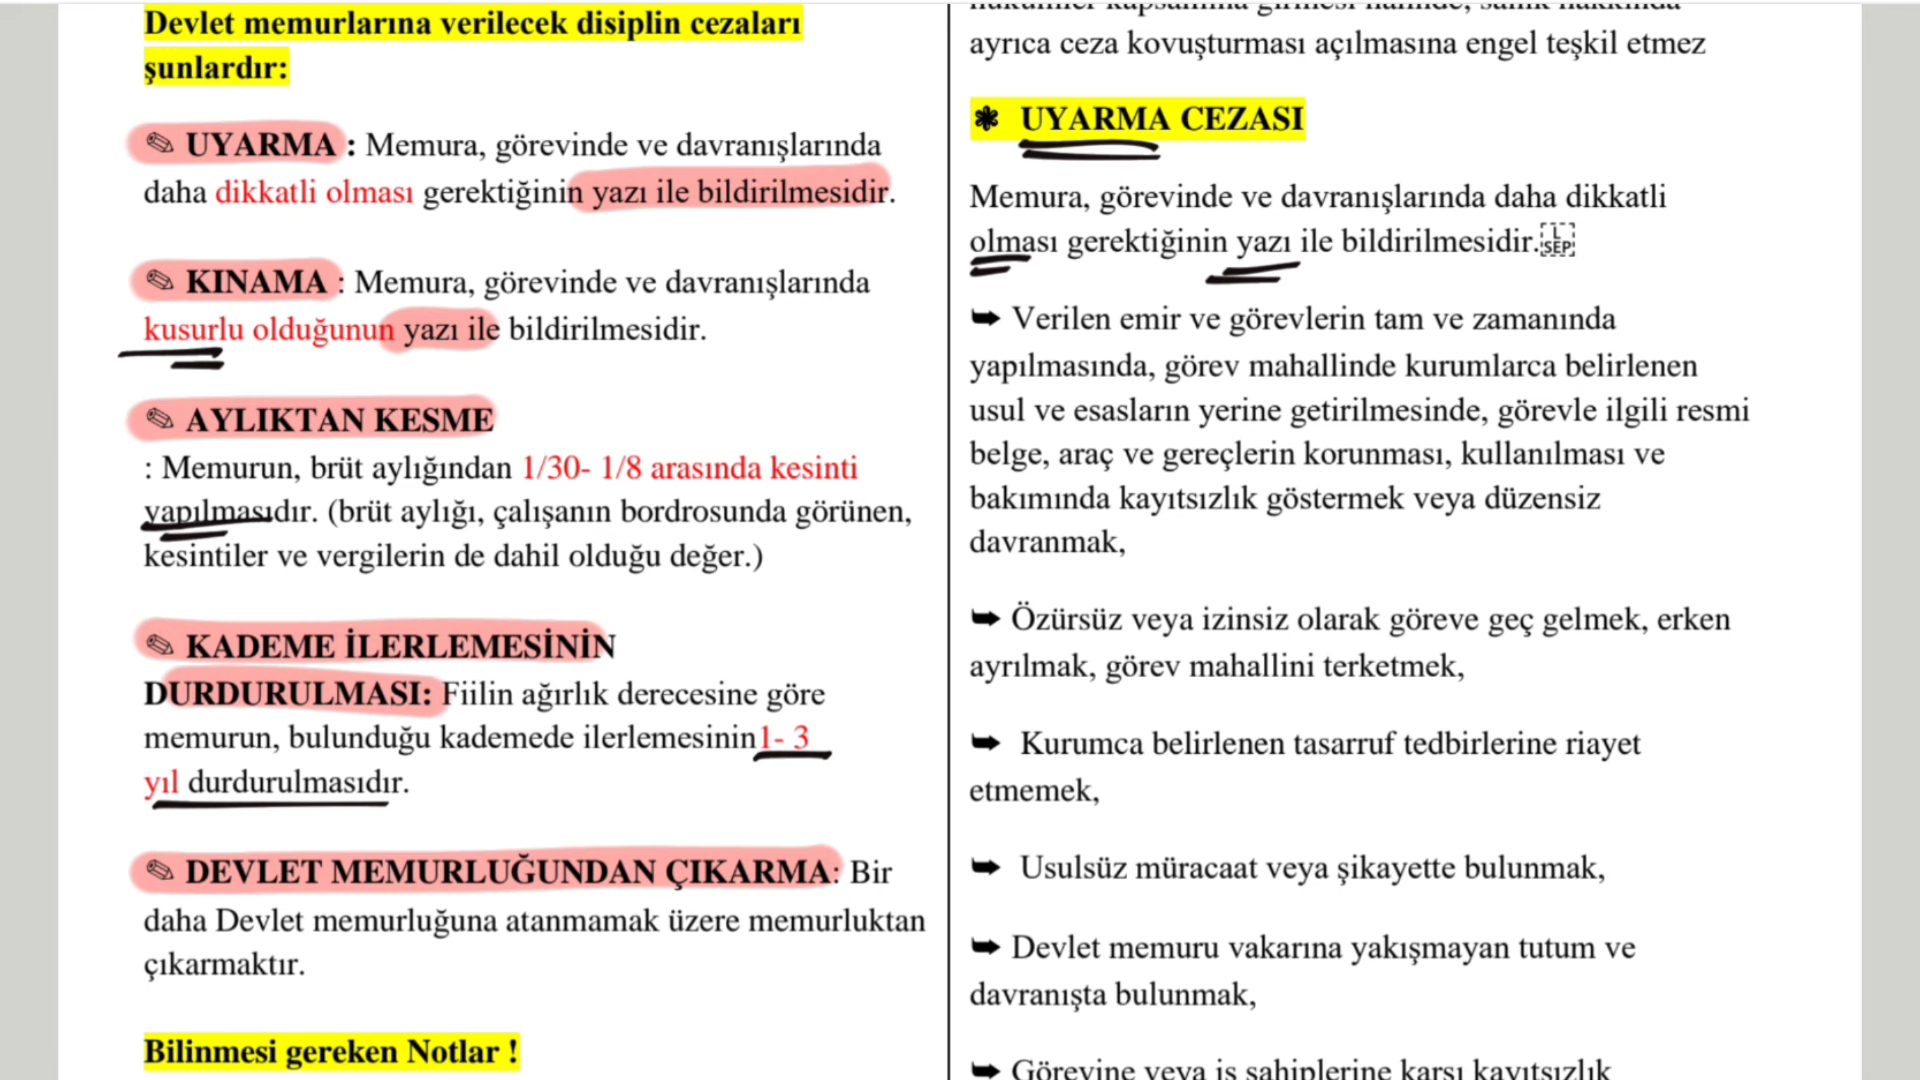 Devlet memurlarına verilecek disiplin cezaları
şunlardır:
✎ UYARMA : Memura, görevinde ve davranışlarında
daha dikkatli olması gerektiğinin yazı ile bildirilmesidir.
✎ KINAMA : Memura, görevinde ve davranışlarında
kusurlu olduğunun yazı ile bildirilmesidir.
✎ AYLIKTAN KESME
: Memurun, brüt aylığından 1/30- 1/8 arasında kesinti
yapılmasıdır. (brüt aylığı, çalışanın bordrosunda görünen,
kesintiler ve vergilerin de dahil olduğu değer.)
✎ KADEME İLERLEMESİNİN
DURDURULMASI: Fiilin ağırlık derecesine göre
memurun, bulunduğu kademede ilerlemesinin1- 3
yıl durdurulmasıdır.
✎ DEVLET MEMURLUĞUNDAN ÇIKARMA: Bir
daha Devlet memurluğuna atanmamak üzere memurluktan
çıkarmaktır.
Bilinmesi gereken Notlar !
ayrıca ceza kovuşturması açılmasına engel teşkil etmez
❃ UYARMA CEZASI
Memura, görevinde ve davranışlarında daha dikkatli
olması gerektiğinin yazı ile bildirilmesidir.L SEP
➥ Verilen emir ve görevlerin tam ve zamanında
yapılmasında, görev mahallinde kurumlarca belirlenen
usul ve esasların yerine getirilmesinde, görevle ilgili resmi
belge, araç ve gereçlerin korunması, kullanılması ve
bakımında kayıtsızlık göstermek veya düzensiz
davranmak,
➥ Özürsüz veya izinsiz olarak göreve geç gelmek, erken
ayrılmak, görev mahallini terketmek,
➥ Kurumca belirlenen tasarruf tedbirlerine riayet
etmemek,
➥ Usulsüz müracaat veya şikayette bulunmak,
➥ Devlet memuru vakarına yakışmayan tutum ve
davranışta bulunmak,
➥ Görevine veya iş sahiplerine karşı kayıtsızlık